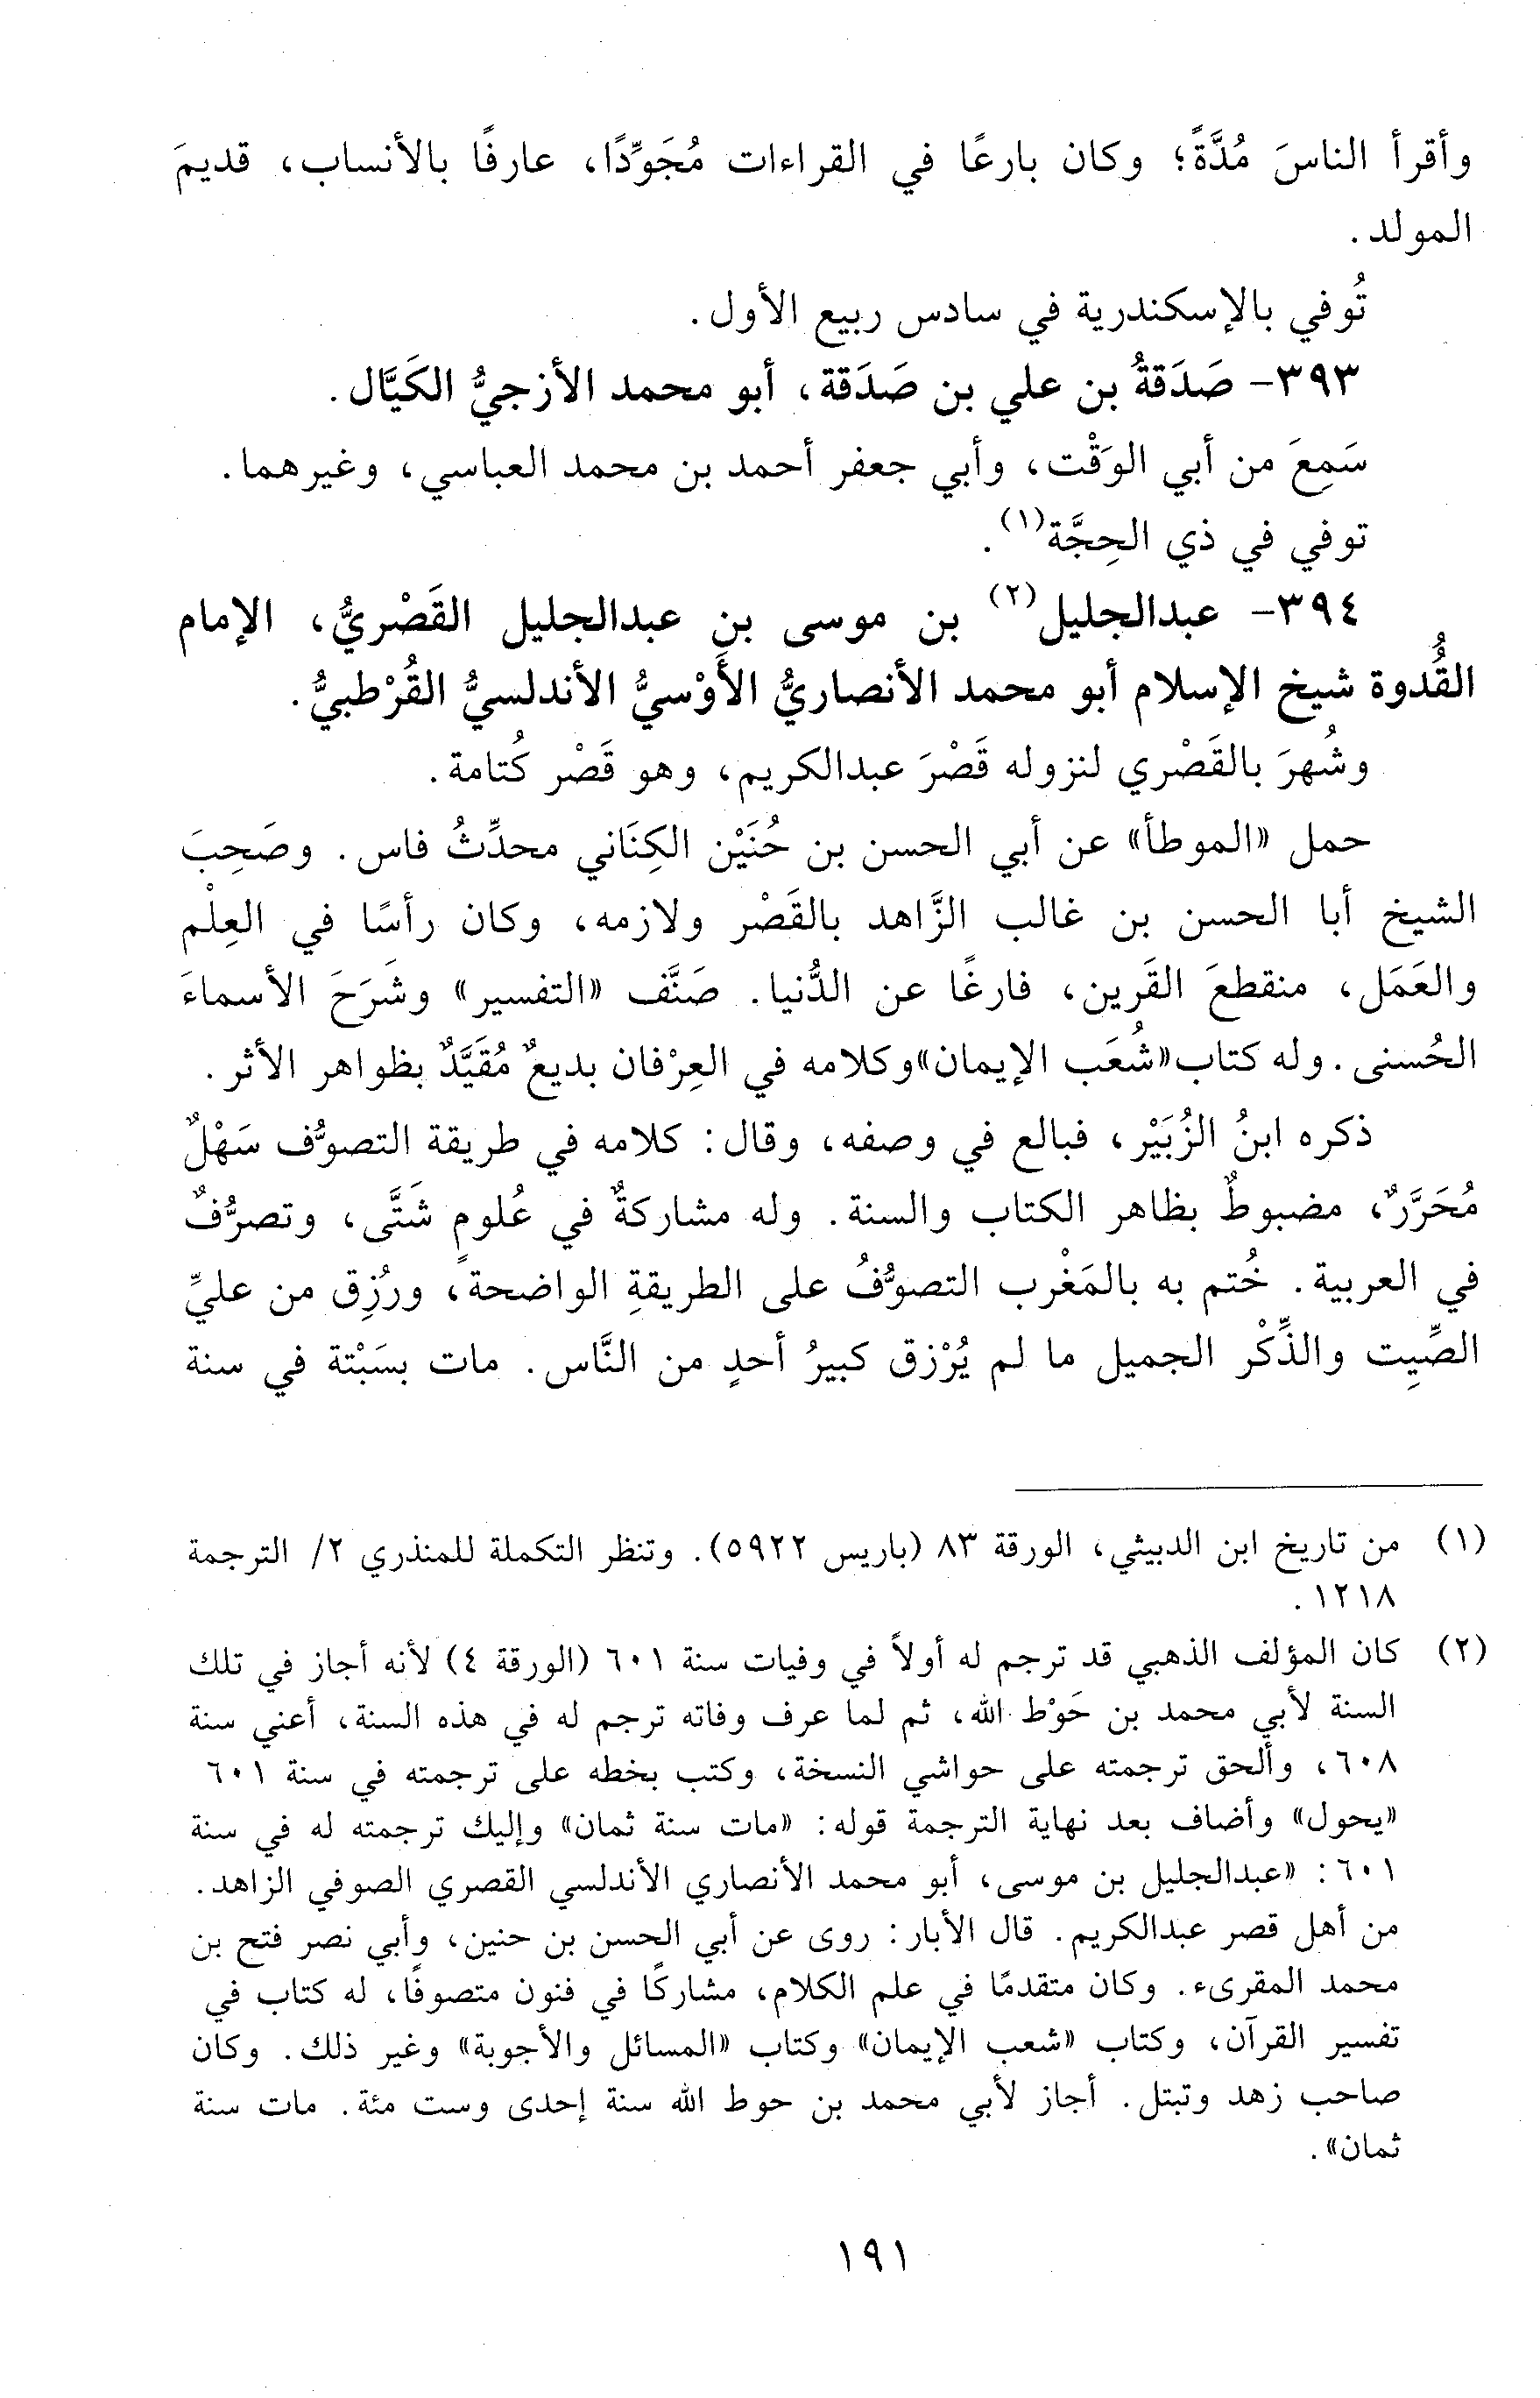 وأقرأ الناسَ مُدَّةً؛ وكان بارعًا في القراءات مُجَوِّدًا، عارفًا بالأنساب، قديمَ
المولد.
تُوفي بالإسكندرية في سادس ربيع الأول.
٣٩٣- صَدَقةُ بن علي بن صَدَقة، أبو محمد الأزجيُّ الكَيَّال.
سَمِعَ من أبي الوَقْت، وأبي جعفر أحمد بن محمد العباسي، وغيرهما.
توفي في ذي الحِجَّة(١).
٣٩٤- عبدالجليل(٢) بن موسى بن عبدالجليل القَصْريُّ، الإمام
القُدوة شيخ الإسلام أبو محمد الأنصاريُّ الأَوْسيُّ الأندلسيُّ القُرْطبيُّ.
وشُهرَ بالقَصْري لنزوله قَصْرَ عبدالكريم، وهو قَصْر كُتامة.
حمل «الموطأ» عن أبي الحسن بن حُنَيْن الكِنَاني محدِّثُ فاس. وصَحِبَ
الشيخ أبا الحسن بن غالب الزَّاهد بالقَصْر ولازمه، وكان رأسًا في العِلْم
والعَمَل، منقطعَ القَرين، فارغًا عن الدُّنيا. صَنَّف «التفسير» وشَرَحَ الأسماءَ
الحُسنى. وله كتاب «شُعَب الإيمان» وكلامه في العِرْفان بديعٌ مُقَيَّدٌ بظواهر الأثر.
ذكره ابنُ الزُبَيْر، فبالع في وصفه، وقال: كلامه في طريقة التصوُّف سَهْلٌ
مُحَرَّرٌ، مضبوطٌ بظاهر الكتاب والسنة. وله مشاركةٌ في عُلومٍ شَتَّى، وتصرُّفٌ
في العربية. خُتم به بالمَغْرب التصوُّفُ على الطريقةِ الواضحة، ورُزِق من عليِّ
الصِّيِت والذِّكْر الجميل ما لم يُرْزق كبيرُ أحدٍ من النَّاس. مات بسَبْتة في سنة
(١) من تاريخ ابن الدبيثي، الورقة ٨٣ (باريس ٥٩٢٢). وتنظر التكملة للمنذري ٢/ الترجمة
١٢١٨.
(٢) كان المؤلف الذهبي قد ترجم له أولاً في وفيات سنة ٦٠١ (الورقة ٤) لأنه أجاز في تلك
السنة لأبي محمد بن حَوْط الله، ثم لما عرف وفاته ترجم له في هذه السنة، أعني سنة
٦٠٨، وألحق ترجمته على حواشي النسخة، وكتب بخطه على ترجمته في سنة ٦٠١
«يحول» وأضاف بعد نهاية الترجمة قوله: «مات سنة ثمان» وإليك ترجمته له في سنة
٦٠١: «عبدالجليل بن موسى، أبو محمد الأنصاري الأندلسي القصري الصوفي الزاهد.
من أهل قصر عبدالكريم. قال الأبار: روى عن أبي الحسن بن حنين، وأبي نصر فتح بن
محمد المقرىء. وكان متقدمًا في علم الكلام، مشاركًا في فنون متصوفًا، له كتاب في
تفسير القرآن، وكتاب «شعب الإيمان» وكتاب «المسائل والأجوبة» وغير ذلك. وكان
صاحب زهد وتبتل. أجاز لأبي محمد بن حوط الله سنة إحدى وست مئة. مات سنة
ثمان».
١٩١